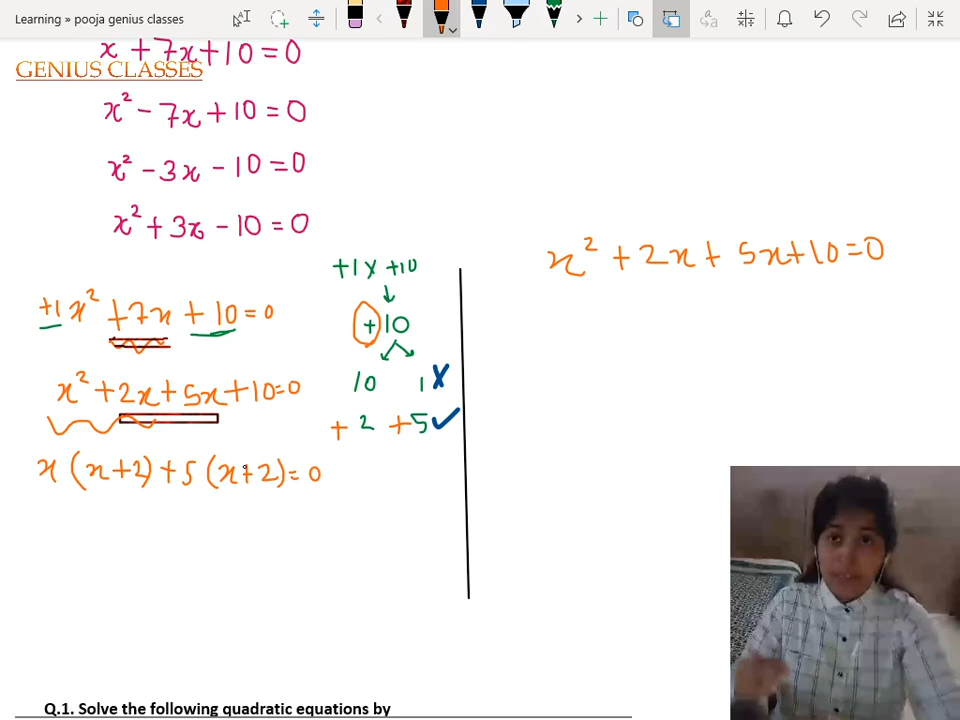 Learning » pooja genius classes
x + 7x + 10 = 0
GENIUS CLASSES
x² - 7x + 10 = 0
x² - 3x - 10 = 0
x² + 3x - 10 = 0
+1x² + 7x + 10 = 0
x² + 2x + 5x + 10 = 0
x (x + 2) + 5 (x + 2) = 0
+1 x +10
+10
10 1 ✗
+ 2 + 5 ✓
x² + 2x + 5x + 10 = 0
Q.1. Solve the following quadratic equations by